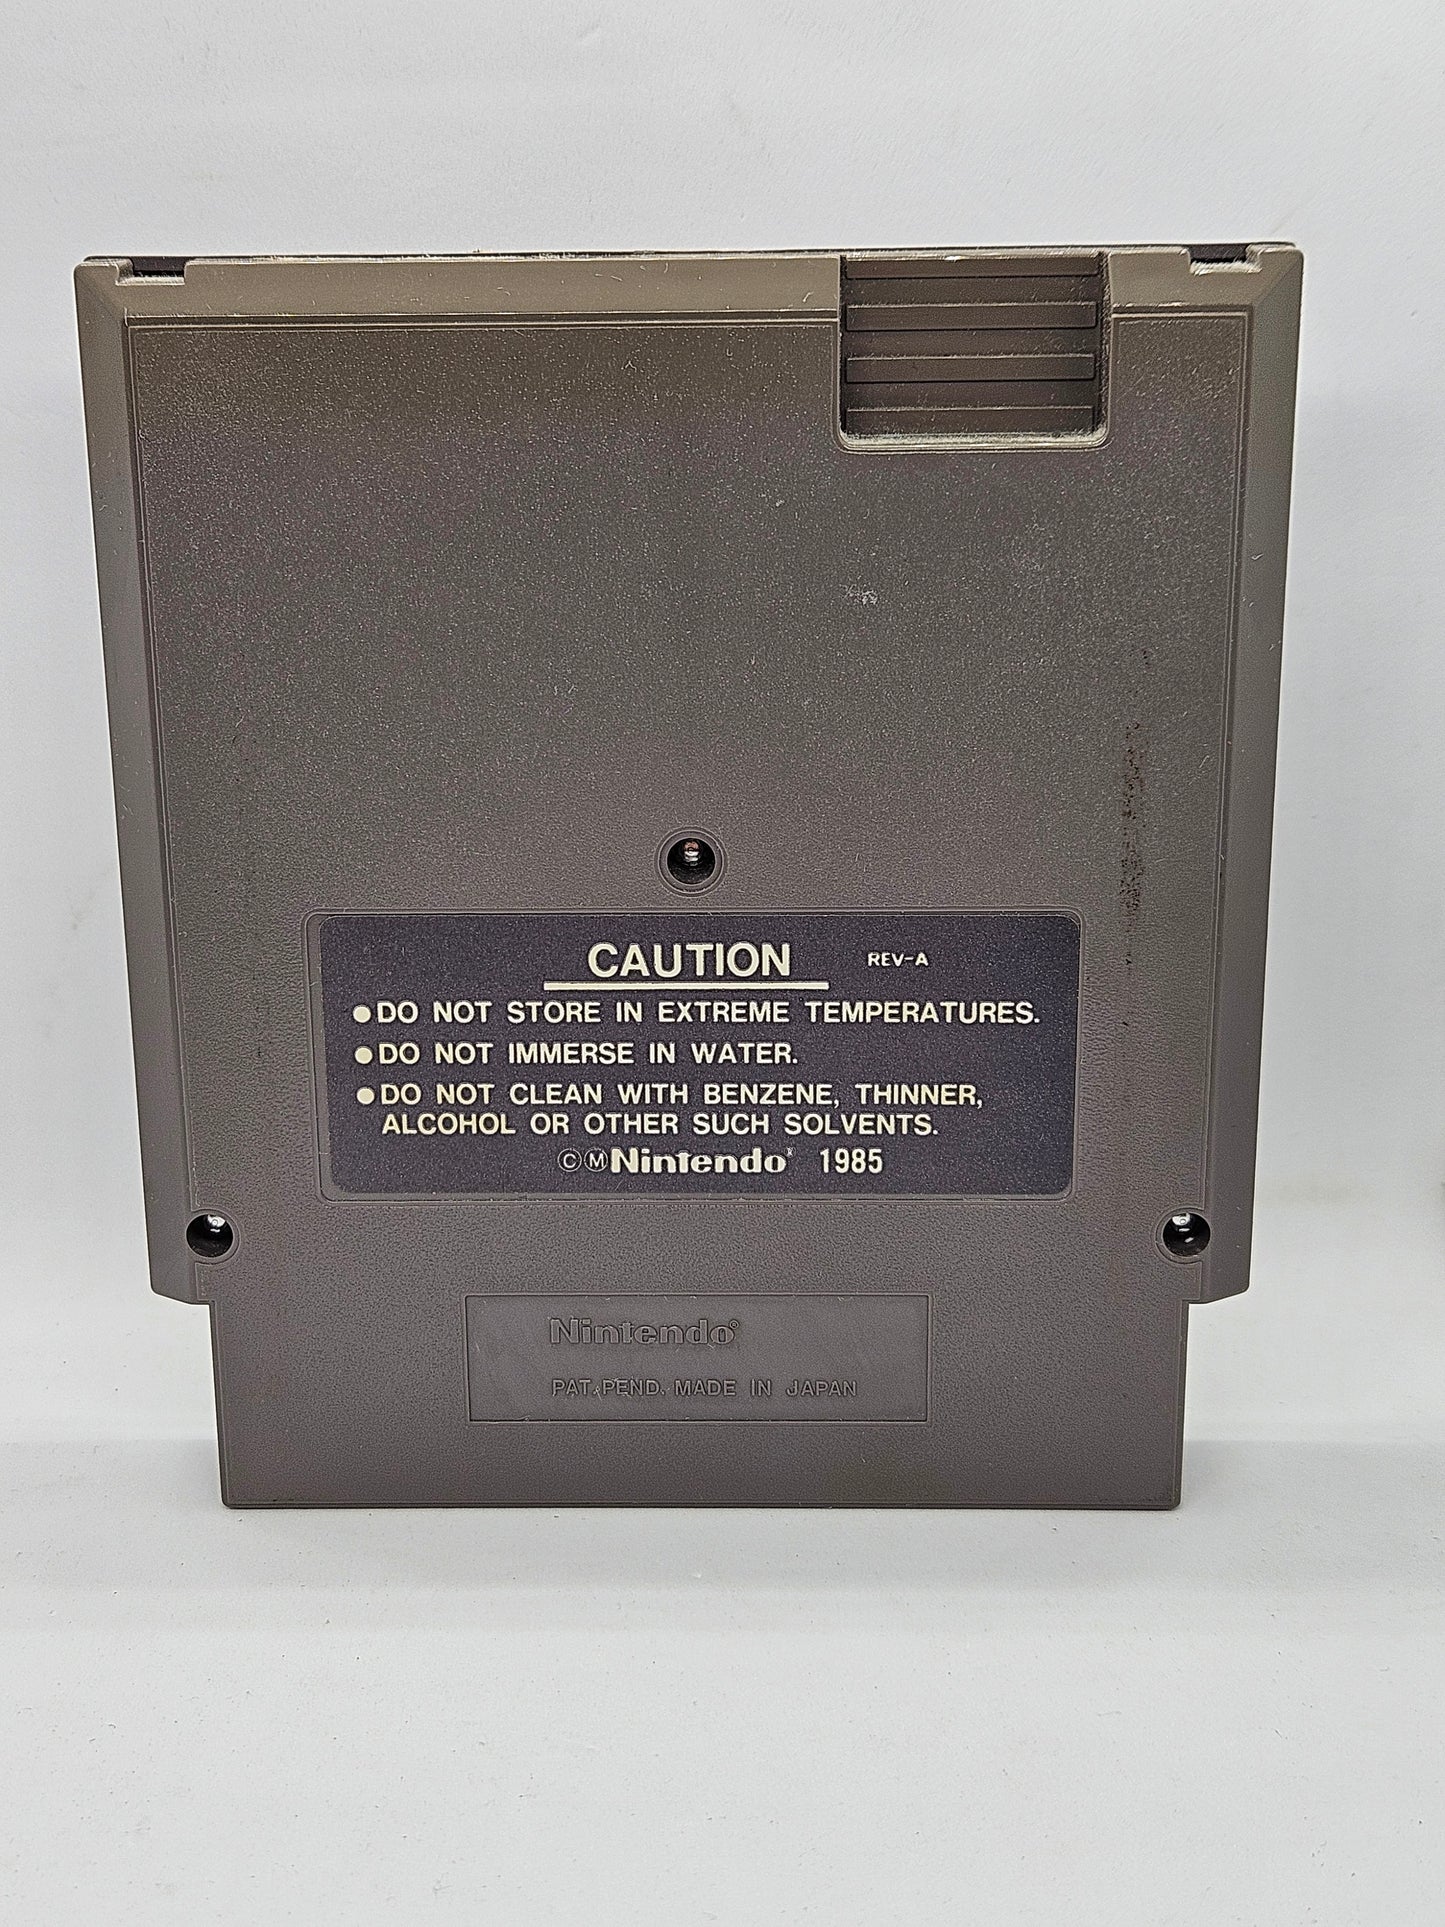 CAUTION REV-A
●DO NOT STORE IN EXTREME TEMPERATURES.
●DO NOT IMMERSE IN WATER.
●DO NOT CLEAN WITH BENZENE, THINNER,
ALCOHOL OR OTHER SUCH SOLVENTS.
©ⓂNintendo® 1985
Nintendo®
PAT. PEND. MADE IN JAPAN